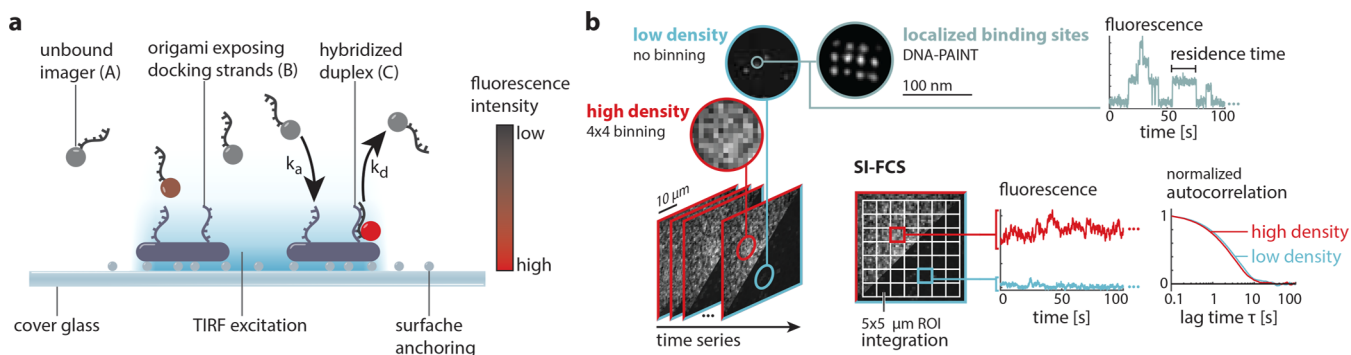 a
unbound
imager (A)
origami exposing
docking strands (B)
hybridized
duplex (C)
fluorescence
intensity
low
high
ka
kd
cover glass
TIRF excitation
surfache
anchoring
b
low density
no binning
high density
4x4 binning
localized binding sites
DNA-PAINT
100 nm
fluorescence
residence time
0
50
100
time [s]
10 μm
...
time series
SI-FCS
5x5 μm ROI
integration
fluorescence
0
50
100
time [s]
normalized
autocorrelation
1
0
high density
low density
0.1
1
10
100
lag time τ [s]